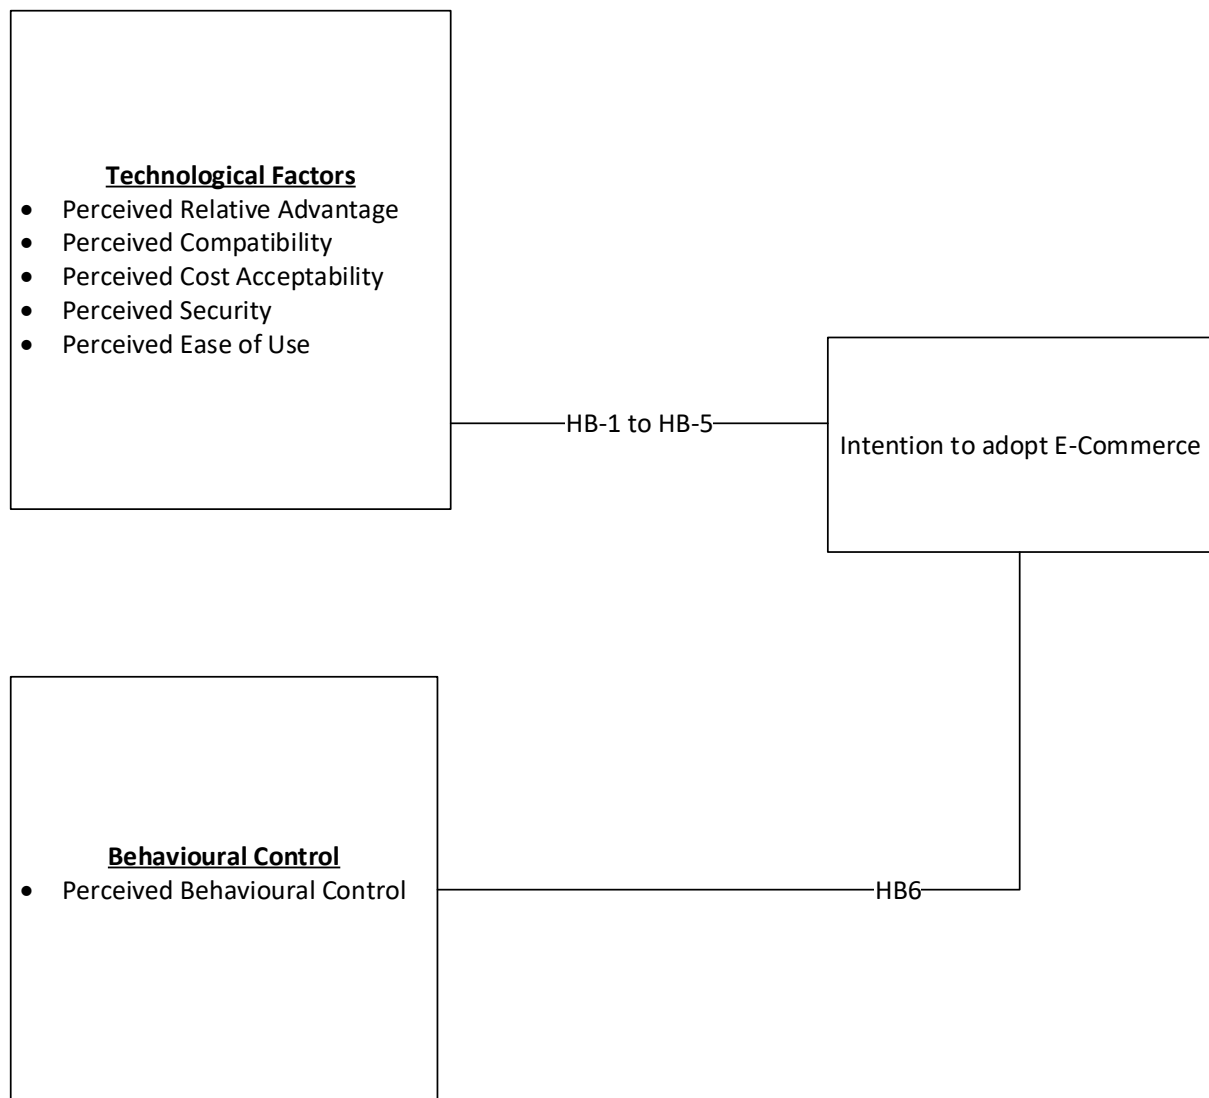 Technological Factors
• Perceived Relative Advantage
• Perceived Compatibility
• Perceived Cost Acceptability
• Perceived Security
• Perceived Ease of Use
HB-1 to HB-5
Intention to adopt E-Commerce
Behavioural Control
• Perceived Behavioural Control
HB6